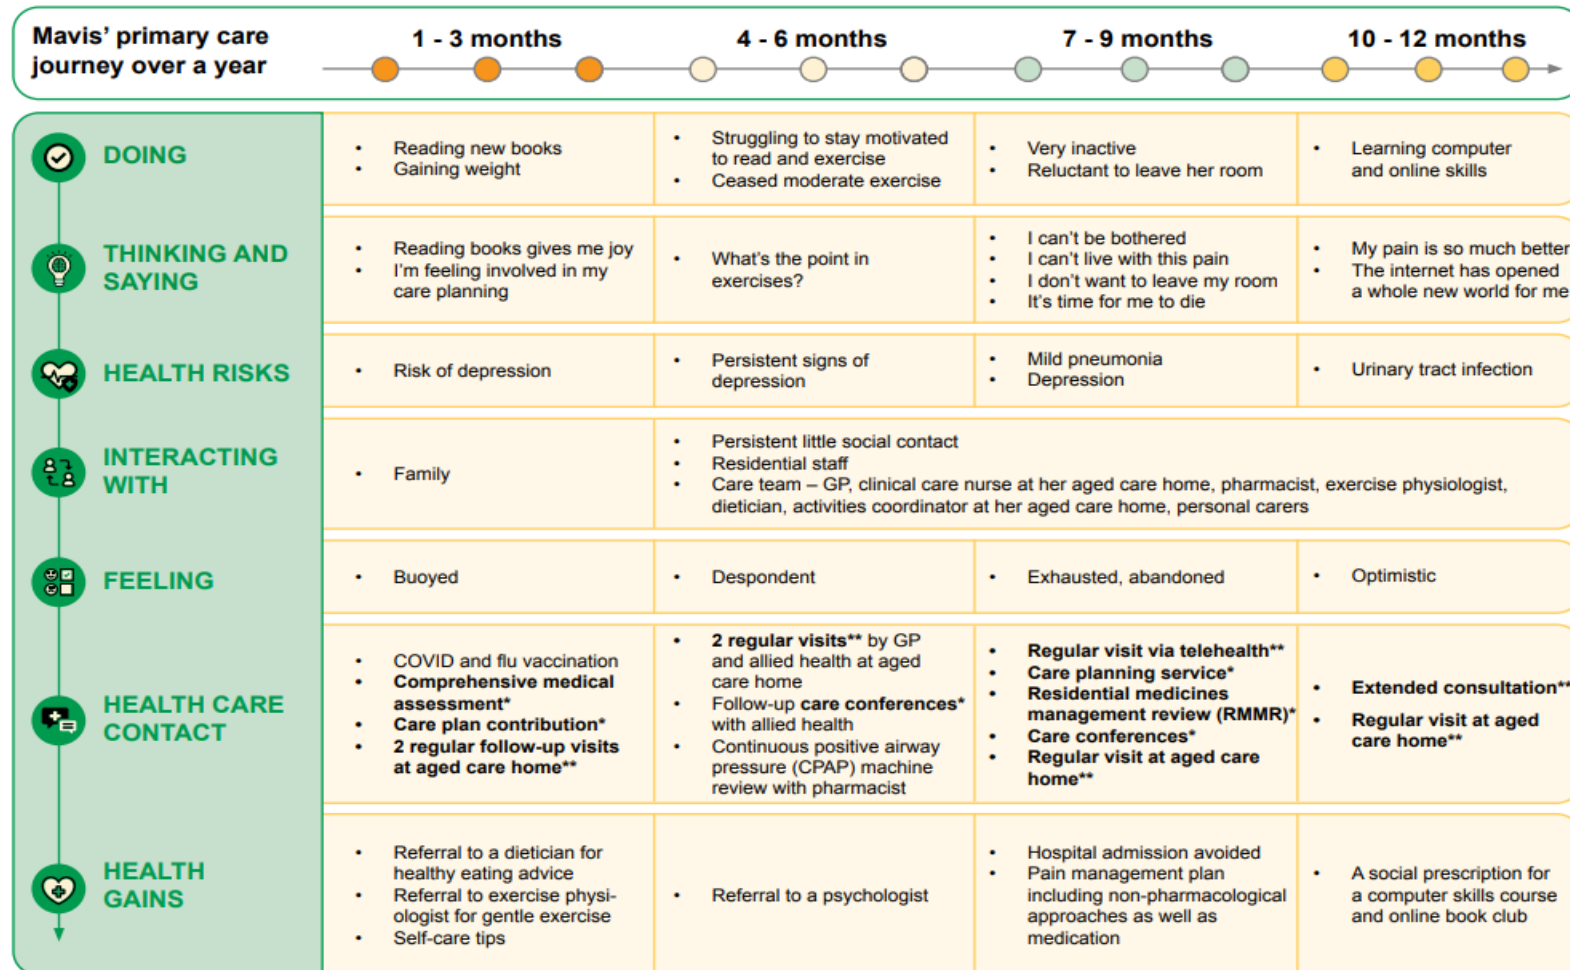 Mavis' primary care
journey over a year
1 - 3 months
4 - 6 months
7 - 9 months
10 - 12 months
DOING
• Reading new books
• Gaining weight
• Struggling to stay motivated
to read and exercise
• Ceased moderate exercise
• Very inactive
• Reluctant to leave her room
• Learning computer
and online skills
THINKING AND
SAYING
• Reading books gives me joy
• I'm feeling involved in my
care planning
• What's the point in
exercises?
• I can't be bothered
• I can't live with this pain
• I don't want to leave my room
• It's time for me to die
• My pain is so much better
• The internet has opened
a whole new world for me
HEALTH RISKS
• Risk of depression
• Persistent signs of
depression
• Mild pneumonia
• Depression
• Urinary tract infection
INTERACTING
WITH
• Family
• Persistent little social contact
• Residential staff
• Care team – GP, clinical care nurse at her aged care home, pharmacist, exercise physiologist,
dietician, activities coordinator at her aged care home, personal carers
FEELING
• Buoyed
• Despondent
• Exhausted, abandoned
• Optimistic
HEALTH CARE
CONTACT
• COVID and flu vaccination
• Comprehensive medical
assessment*
• Care plan contribution*
• 2 regular follow-up visits
at aged care home**
• 2 regular visits** by GP
and allied health at aged
care home
• Follow-up care conferences*
with allied health
• Continuous positive airway
pressure (CPAP) machine
review with pharmacist
• Regular visit via telehealth**
• Care planning service*
• Residential medicines
management review (RMMR)*
• Care conferences*
• Regular visit at aged care
home**
• Extended consultation**
• Regular visit at aged
care home**
HEALTH
GAINS
• Referral to a dietician for
healthy eating advice
• Referral to exercise physi-
ologist for gentle exercise
• Self-care tips
• Referral to a psychologist
• Hospital admission avoided
• Pain management plan
including non-pharmacological
approaches as well as
medication
• A social prescription for
a computer skills course
and online book club